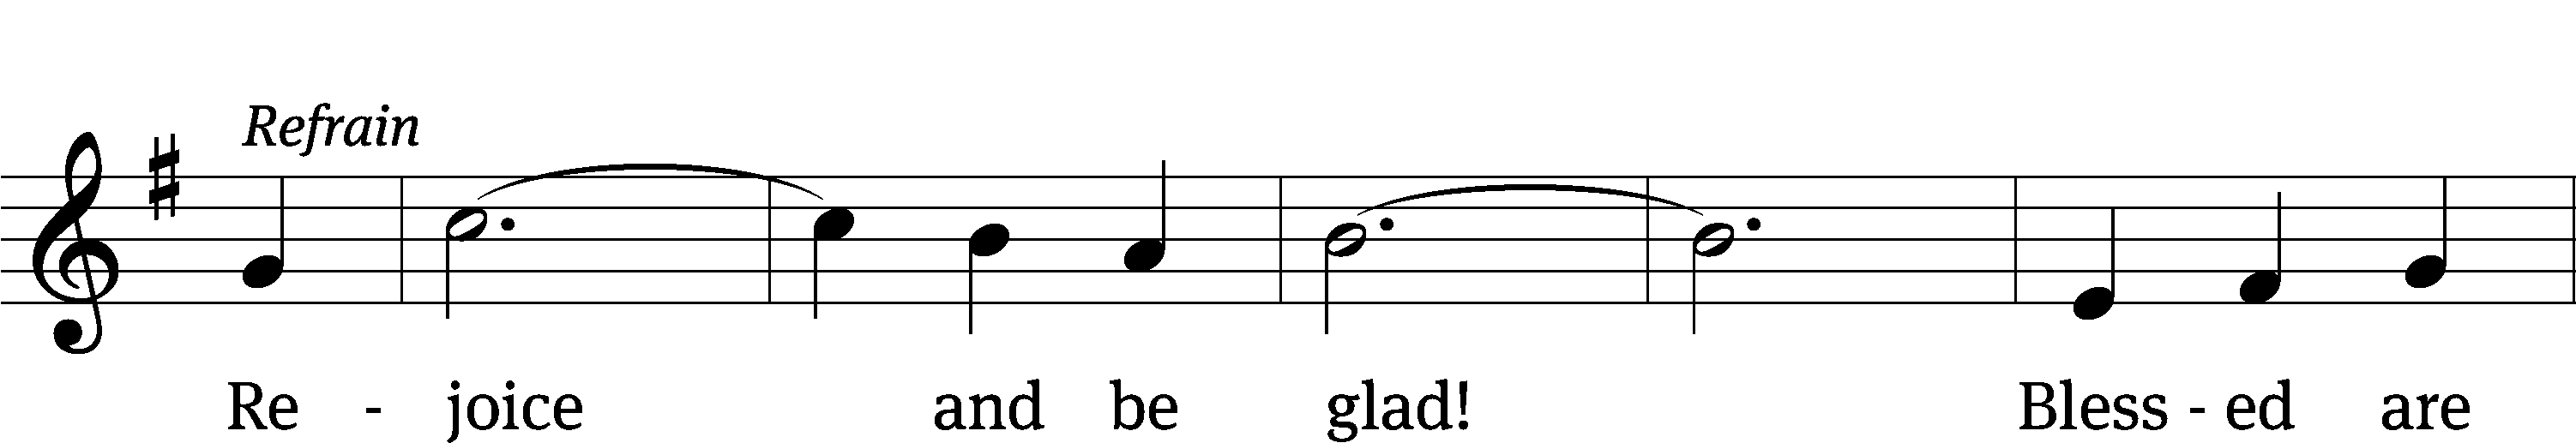 Refrain
Re - joice and be glad! Bless - ed are